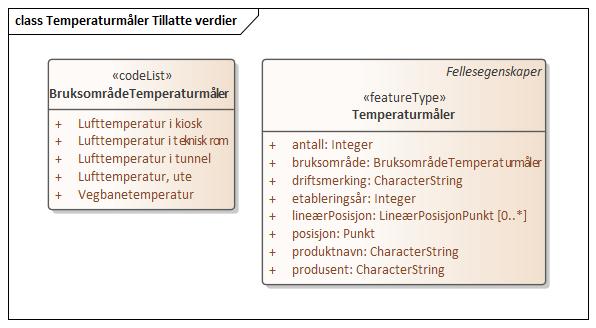 class Temperaturmåler Tillatte verdier
«codeList»
BruksområdeTemperaturmåler
+ Lufttemperatur i kiosk
+ Lufttemperatur i teknisk rom
+ Lufttemperatur i tunnel
+ Lufttemperatur, ute
+ Vegbanetemperatur
Fellesegenskaper
«featureType»
Temperaturmåler
+ antall: Integer
+ bruksområde: BruksområdeTemperaturmåler
+ driftsmerking: CharacterString
+ etableringsår: Integer
+ lineærPosisjon: LineærPosisjonPunkt [0..*]
+ posisjon: Punkt
+ produktnavn: CharacterString
+ produsent: CharacterString